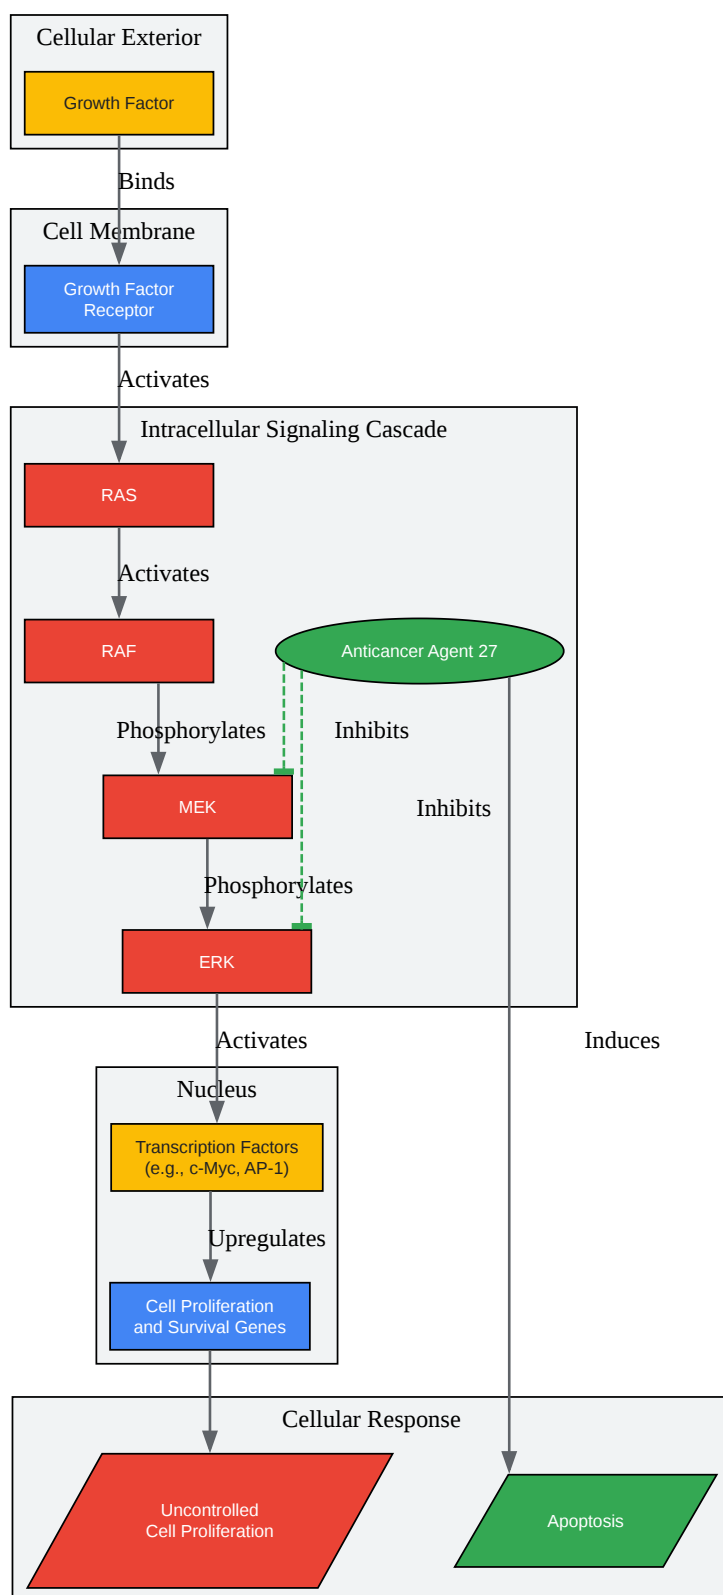 Cellular Exterior
Growth Factor
Binds
Cell Membrane
Growth Factor
Receptor
Activates
Intracellular Signaling Cascade
RAS
Activates
RAF
Anticancer Agent 27
Phosphorylates
Inhibits
MEK
Inhibits
Phosphorylates
ERK
Activates
Induces
Nucleus
Transcription Factors
(e.g., c-Myc, AP-1)
Upregulates
Cell Proliferation
and Survival Genes
Cellular Response
Uncontrolled
Cell Proliferation
Apoptosis